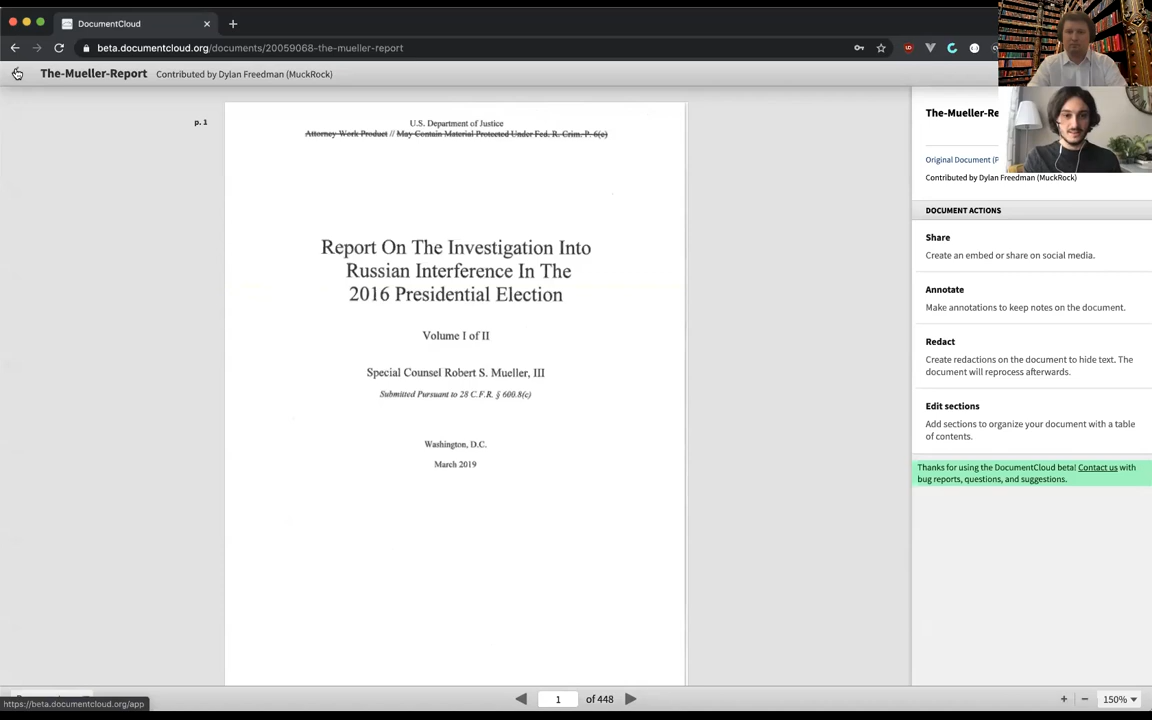 DocumentCloud
beta.documentcloud.org/documents/20059068-the-mueller-report
The-Mueller-Report Contributed by Dylan Freedman (MuckRock)
p. 1
U.S. Department of Justice
Attorney Work Product // May Contain Material Protected Under Fed. R. Crim. P. 6(e)
Report On The Investigation Into
Russian Interference In The
2016 Presidential Election
Volume I of II
Special Counsel Robert S. Mueller, III
Submitted Pursuant to 28 C.F.R. § 600.8(c)
Washington, D.C.
March 2019
The-Mueller-Re
Original Document (P
Contributed by Dylan Freedman (MuckRock)
DOCUMENT ACTIONS
Share
Create an embed or share on social media.
Annotate
Make annotations to keep notes on the document.
Redact
Create redactions on the document to hide text. The
document will reprocess afterwards.
Edit sections
Add sections to organize your document with a table
of contents.
Thanks for using the DocumentCloud beta! Contact us with
bug reports, questions, and suggestions.
1 of 448
+ − 150%
https://beta.documentcloud.org/app